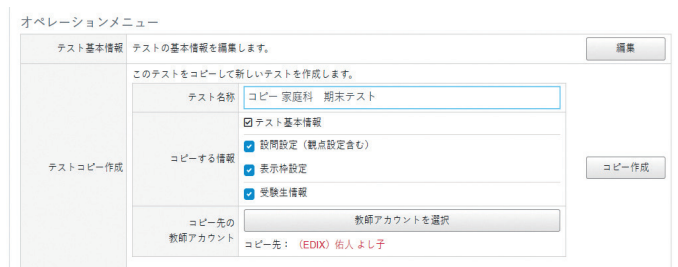 オペレーションメニュー
テスト基本情報 テストの基本情報を編集します。 編集
このテストをコピーして新しいテストを作成します。
テスト名称 コピー 家庭科　期末テスト
テスト基本情報
設問設定（観点設定含む）
コピーする情報
テストコピー作成 コピー作成
表示枠設定
受験生情報
コピー先の 教師アカウントを選択
教師アカウント
コピー先：（EDIX）佑人 よし子